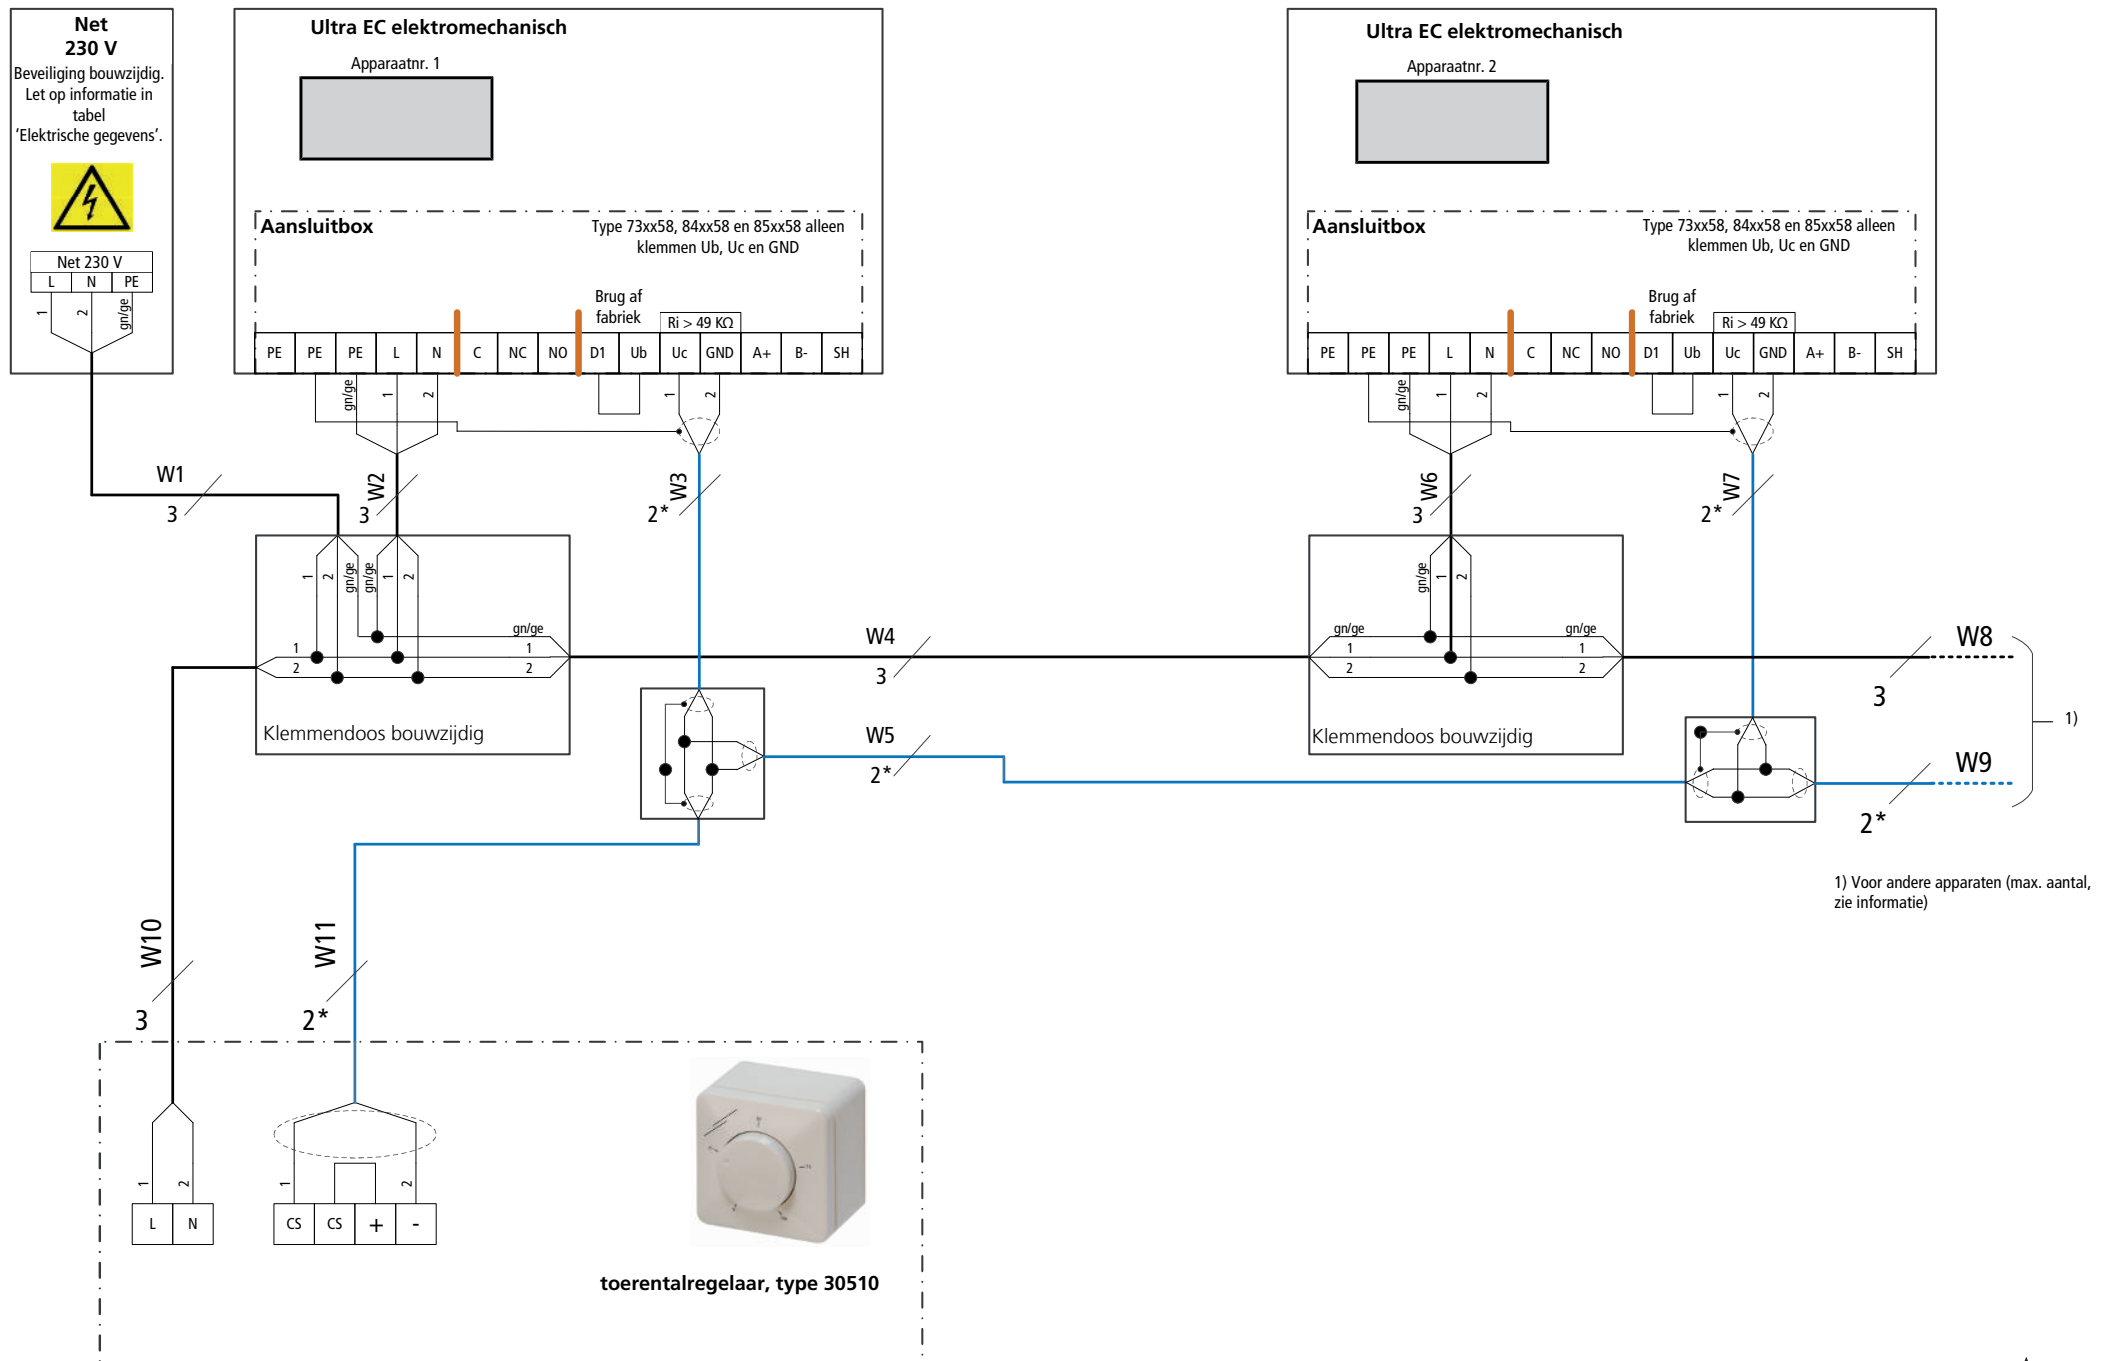 Net
230 V
Beveiliging bouwzijdig.
Let op informatie in
tabel
‘Elektrische gegevens’.
Net 230 V
L N PE
1 2 gn/ge
Ultra EC elektromechanisch
Apparaatnr. 1
Aansluitbox
Type 73xx58, 84xx58 en 85xx58 alleen
klemmen Ub, Uc en GND
Brug af
fabriek
Ri > 49 KΩ
PE PE PE L N C NC NO D1 Ub Uc GND A+ B- SH
gn/ge 1 2 1 2
Ultra EC elektromechanisch
Apparaatnr. 2
Aansluitbox
Type 73xx58, 84xx58 en 85xx58 alleen
klemmen Ub, Uc en GND
Brug af
fabriek
Ri > 49 KΩ
PE PE PE L N C NC NO D1 Ub Uc GND A+ B- SH
gn/ge 1 2 1 2
W1
3
W2
3
W3
2*
W6
3
W7
2*
1 2 gn/ge gn/ge 1 2
gn/ge
1 1
2 2
Klemmendoos bouwzijdig
W4
3
W5
2*
gn/ge 1 2
gn/ge gn/ge
1 1
2 2
Klemmendoos bouwzijdig
W8
3
W9
2*
1)
1) Voor andere apparaten (max. aantal,
zie informatie)
W10
3
W11
2*
1 2 1 2
L N CS CS + -
toerentalregelaar, type 30510